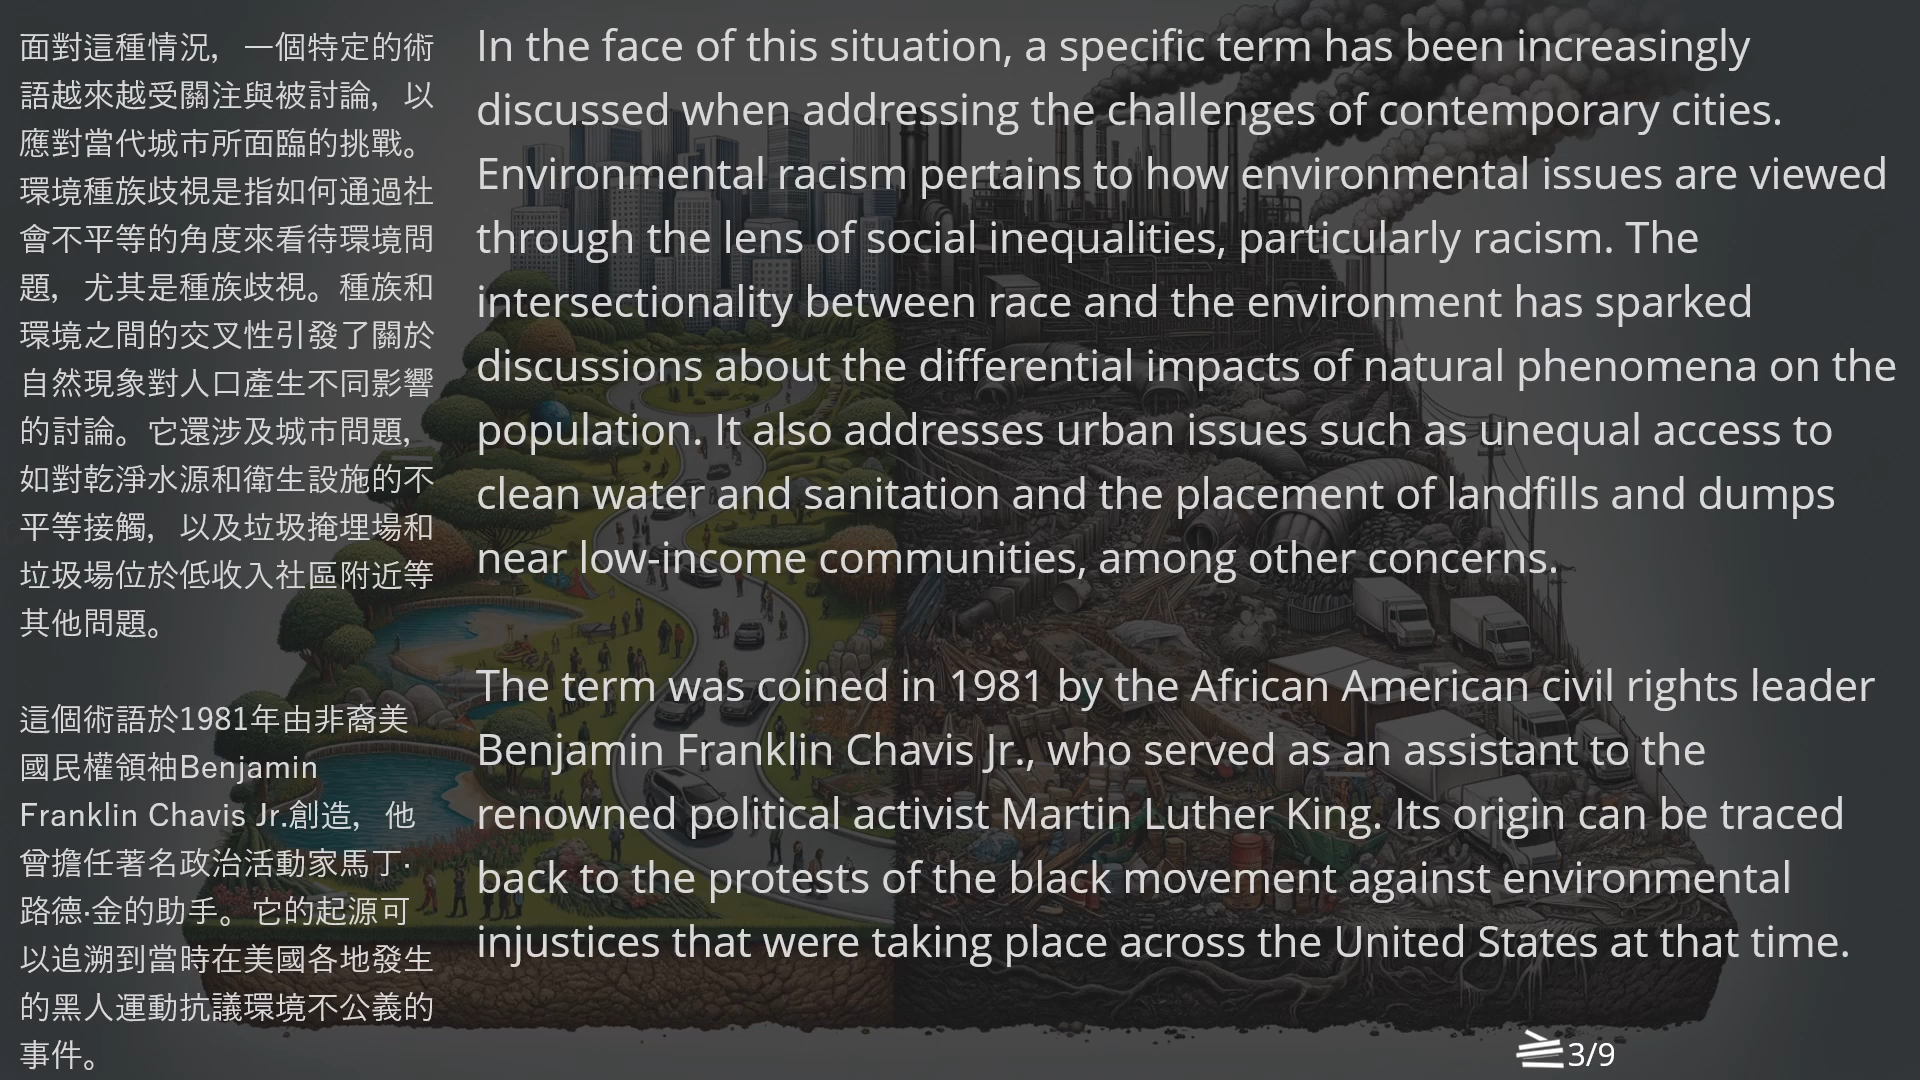 面對這種情況，一個特定的術
語越來越受關注與被討論，以
應對當代城市所面臨的挑戰。
環境種族歧視是指如何通過社
會不平等的角度來看待環境問
題，尤其是種族歧視。種族和
環境之間的交叉性引發了關於
自然現象對人口產生不同影響
的討論。它還涉及城市問題，
如對乾淨水源和衛生設施的不
平等接觸，以及垃圾掩埋場和
垃圾場位於低收入社區附近等
其他問題。
這個術語於1981年由非裔美
國民權領袖Benjamin
Franklin Chavis Jr.創造，他
曾擔任著名政治活動家馬丁·
路德·金的助手。它的起源可
以追溯到當時在美國各地發生
的黑人運動抗議環境不公義的
事件。
In the face of this situation, a specific term has been increasingly
discussed when addressing the challenges of contemporary cities.
Environmental racism pertains to how environmental issues are viewed
through the lens of social inequalities, particularly racism. The
intersectionality between race and the environment has sparked
discussions about the differential impacts of natural phenomena on the
population. It also addresses urban issues such as unequal access to
clean water and sanitation and the placement of landfills and dumps
near low-income communities, among other concerns.
The term was coined in 1981 by the African American civil rights leader
Benjamin Franklin Chavis Jr., who served as an assistant to the
renowned political activist Martin Luther King. Its origin can be traced
back to the protests of the black movement against environmental
injustices that were taking place across the United States at that time.
3/9